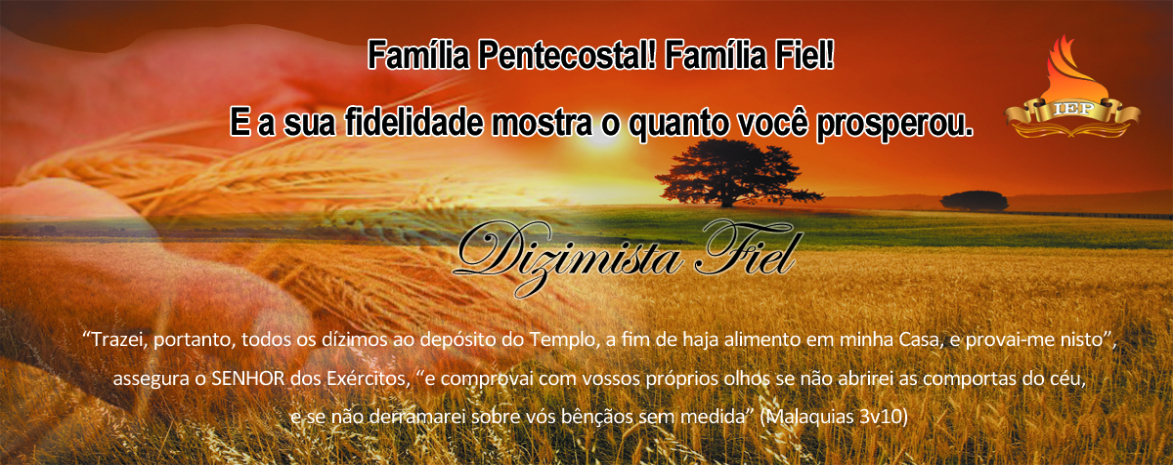 Família Pentecostal! Família Fiel!
E a sua fidelidade mostra o quanto você prosperou.
IEP
Dizimista Fiel
“Trazei, portanto, todos os dízimos ao depósito do Templo, a fim de haja alimento em minha Casa, e provai-me nisto”,
assegura o SENHOR dos Exércitos, “e comprovai com vossos próprios olhos se não abrirei as comportas do céu,
e se não derramarei sobre vós bênçãos sem medida” (Malaquias 3v10)